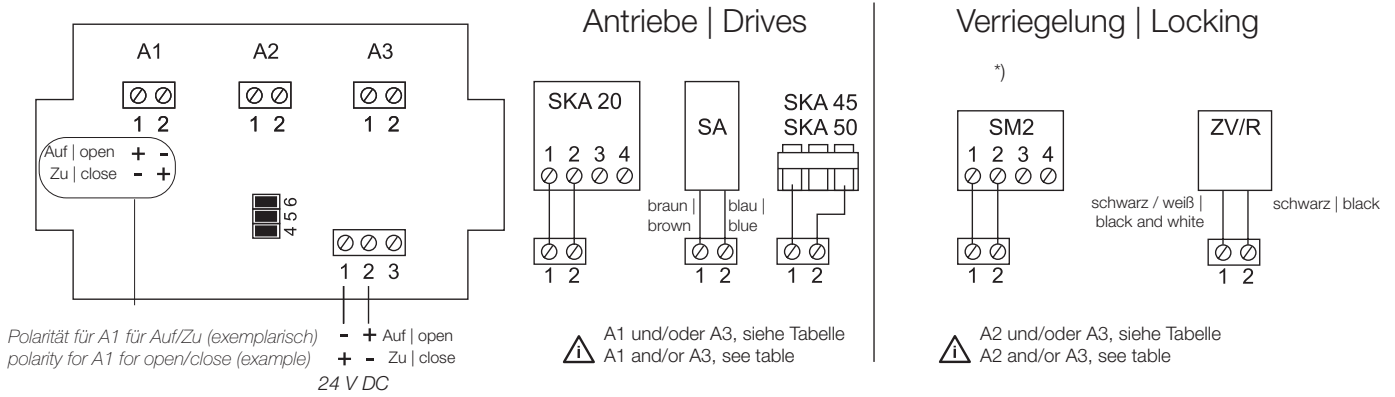 Antriebe | Drives
Verriegelung | Locking
A1
A2
A3
1 2
1 2
1 2
Auf | open + -
Zu | close - +
4 5 6
1 2 3
- + Auf | open
+ - Zu | close
24 V DC
Polarität für A1 für Auf/Zu (exemplarisch)
polarity for A1 for open/close (example)
SKA 20
1 2 3 4
1 2
SA
braun |
brown
blau |
blue
1 2
SKA 45
SKA 50
1 2
i
A1 und/oder A3, siehe Tabelle
A1 and/or A3, see table
*)
SM2
1 2 3 4
1 2
ZV/R
schwarz / weiß |
black and white
schwarz | black
1 2
i
A2 und/oder A3, siehe Tabelle
A2 and/or A3, see table